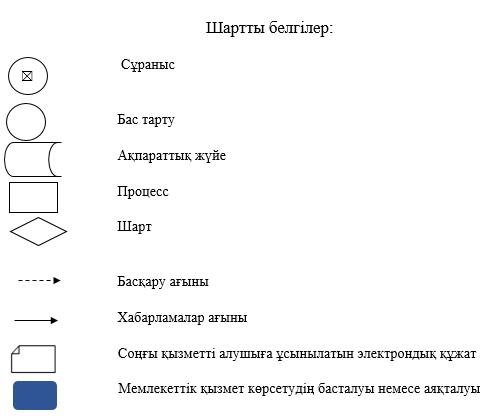 Шартты белгілер:
Сұраныс
Бас тарту
Ақпараттық жүйе
Процесс
Шарт
Басқару ағыны
Хабарламалар ағыны
Соңғы қызметті алушыға ұсынылатын электрондық құжат
Мемлекеттік қызмет көрсетудің басталуы немесе аяқталуы